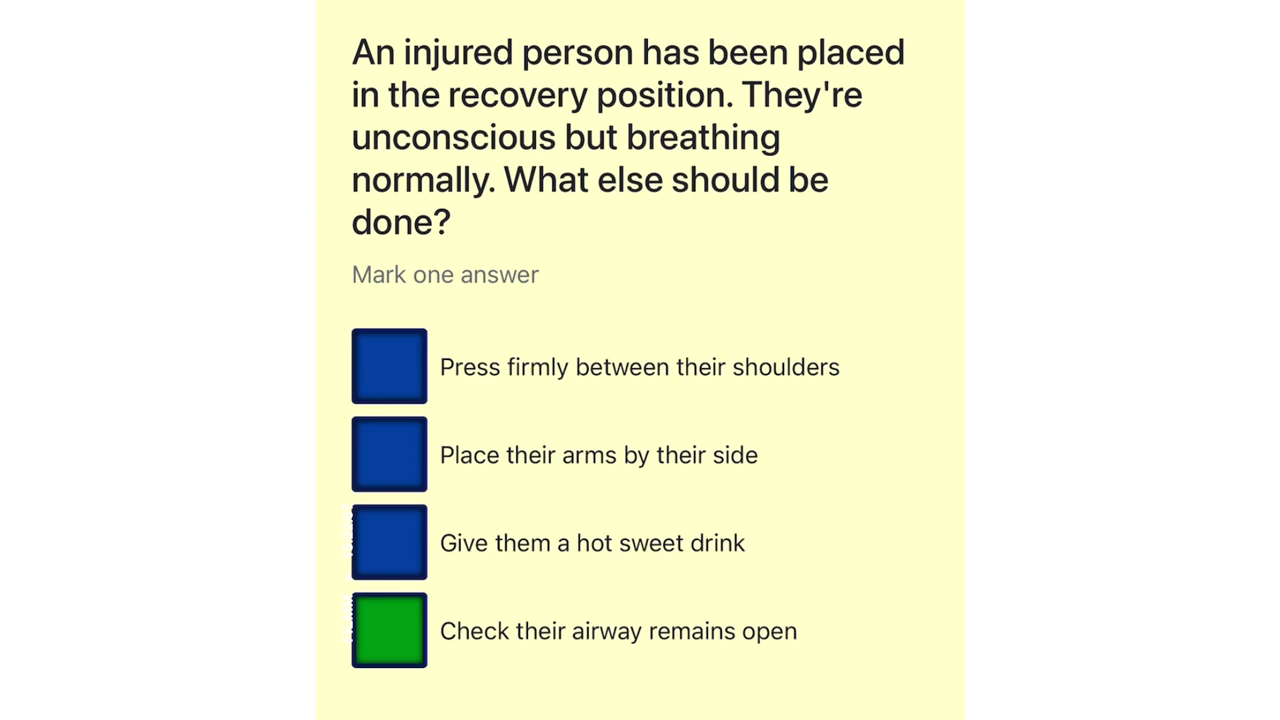 An injured person has been placed
in the recovery position. They're
unconscious but breathing
normally. What else should be
done?
Mark one answer
Press firmly between their shoulders
Place their arms by their side
Give them a hot sweet drink
Check their airway remains open